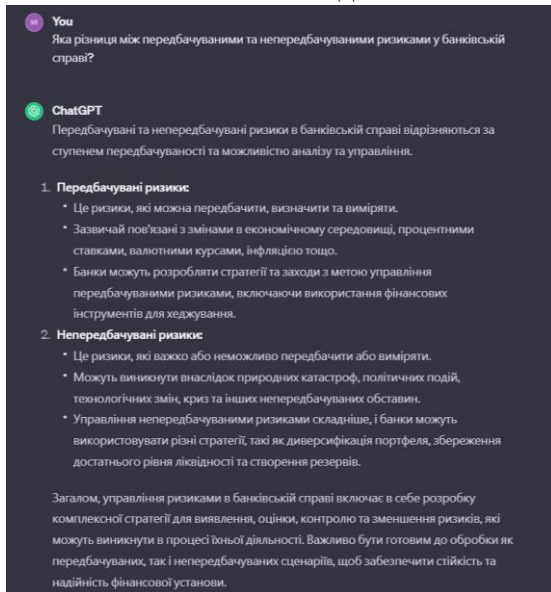 MI You
Яка різниця між передбачуваними та непередбачуваними ризиками у банківській
справі?
ChatGPT
Передбачувані та непередбачувані ризики в банківській справі відрізняються за
ступенем передбачуваності та можливістю аналізу та управління.
1. Передбачувані ризики:
• Це ризики, які можна передбачити, визначити та виміряти.
• Зазвичай пов'язані з змінами в економічному середовищі, процентними
ставками, валютними курсами, інфляцією тощо.
• Банки можуть розробляти стратегії та заходи з метою управління
передбачуваними ризиками, включаючи використання фінансових
інструментів для хеджування.
2. Непередбачувані ризики:
• Це ризики, які важко або неможливо передбачити або виміряти.
• Можуть виникнути внаслідок природних катастроф, політичних подій,
технологічних змін, криз та інших непередбачуваних обставин.
• Управління непередбачуваними ризиками складніше, і банки можуть
використовувати різні стратегії, такі як диверсифікація портфеля, збереження
достатнього рівня ліквідності та створення резервів.
Загалом, управління ризиками в банківській справі включає в себе розробку
комплексної стратегії для виявлення, оцінки, контролю та зменшення ризиків, які
можуть виникнути в процесі їхньої діяльності. Важливо бути готовим до обробки як
передбачуваних, так і непередбачуваних сценаріїв, щоб забезпечити стійкість та
надійність фінансової установи.